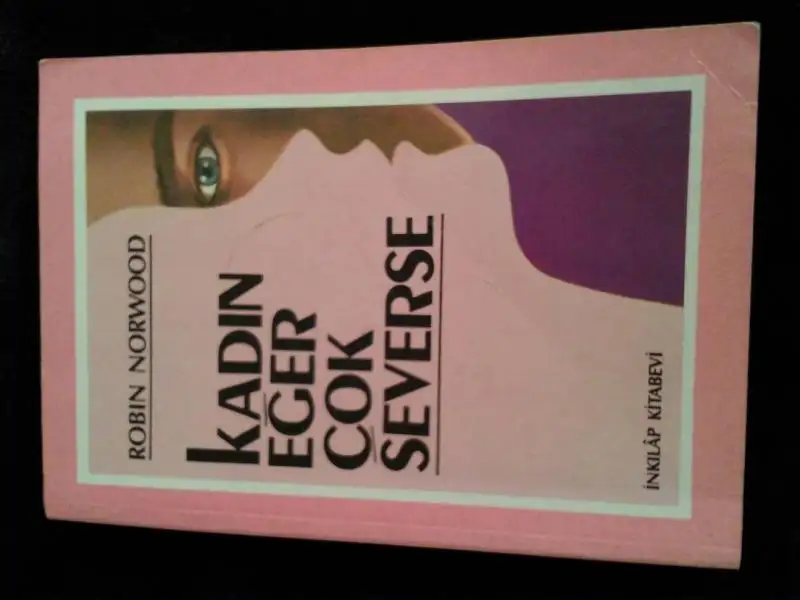 ROBIN NORWOOD
KADIN
EĞER
ÇOK
SEVERSE
İNKILÂP KİTABEVİ